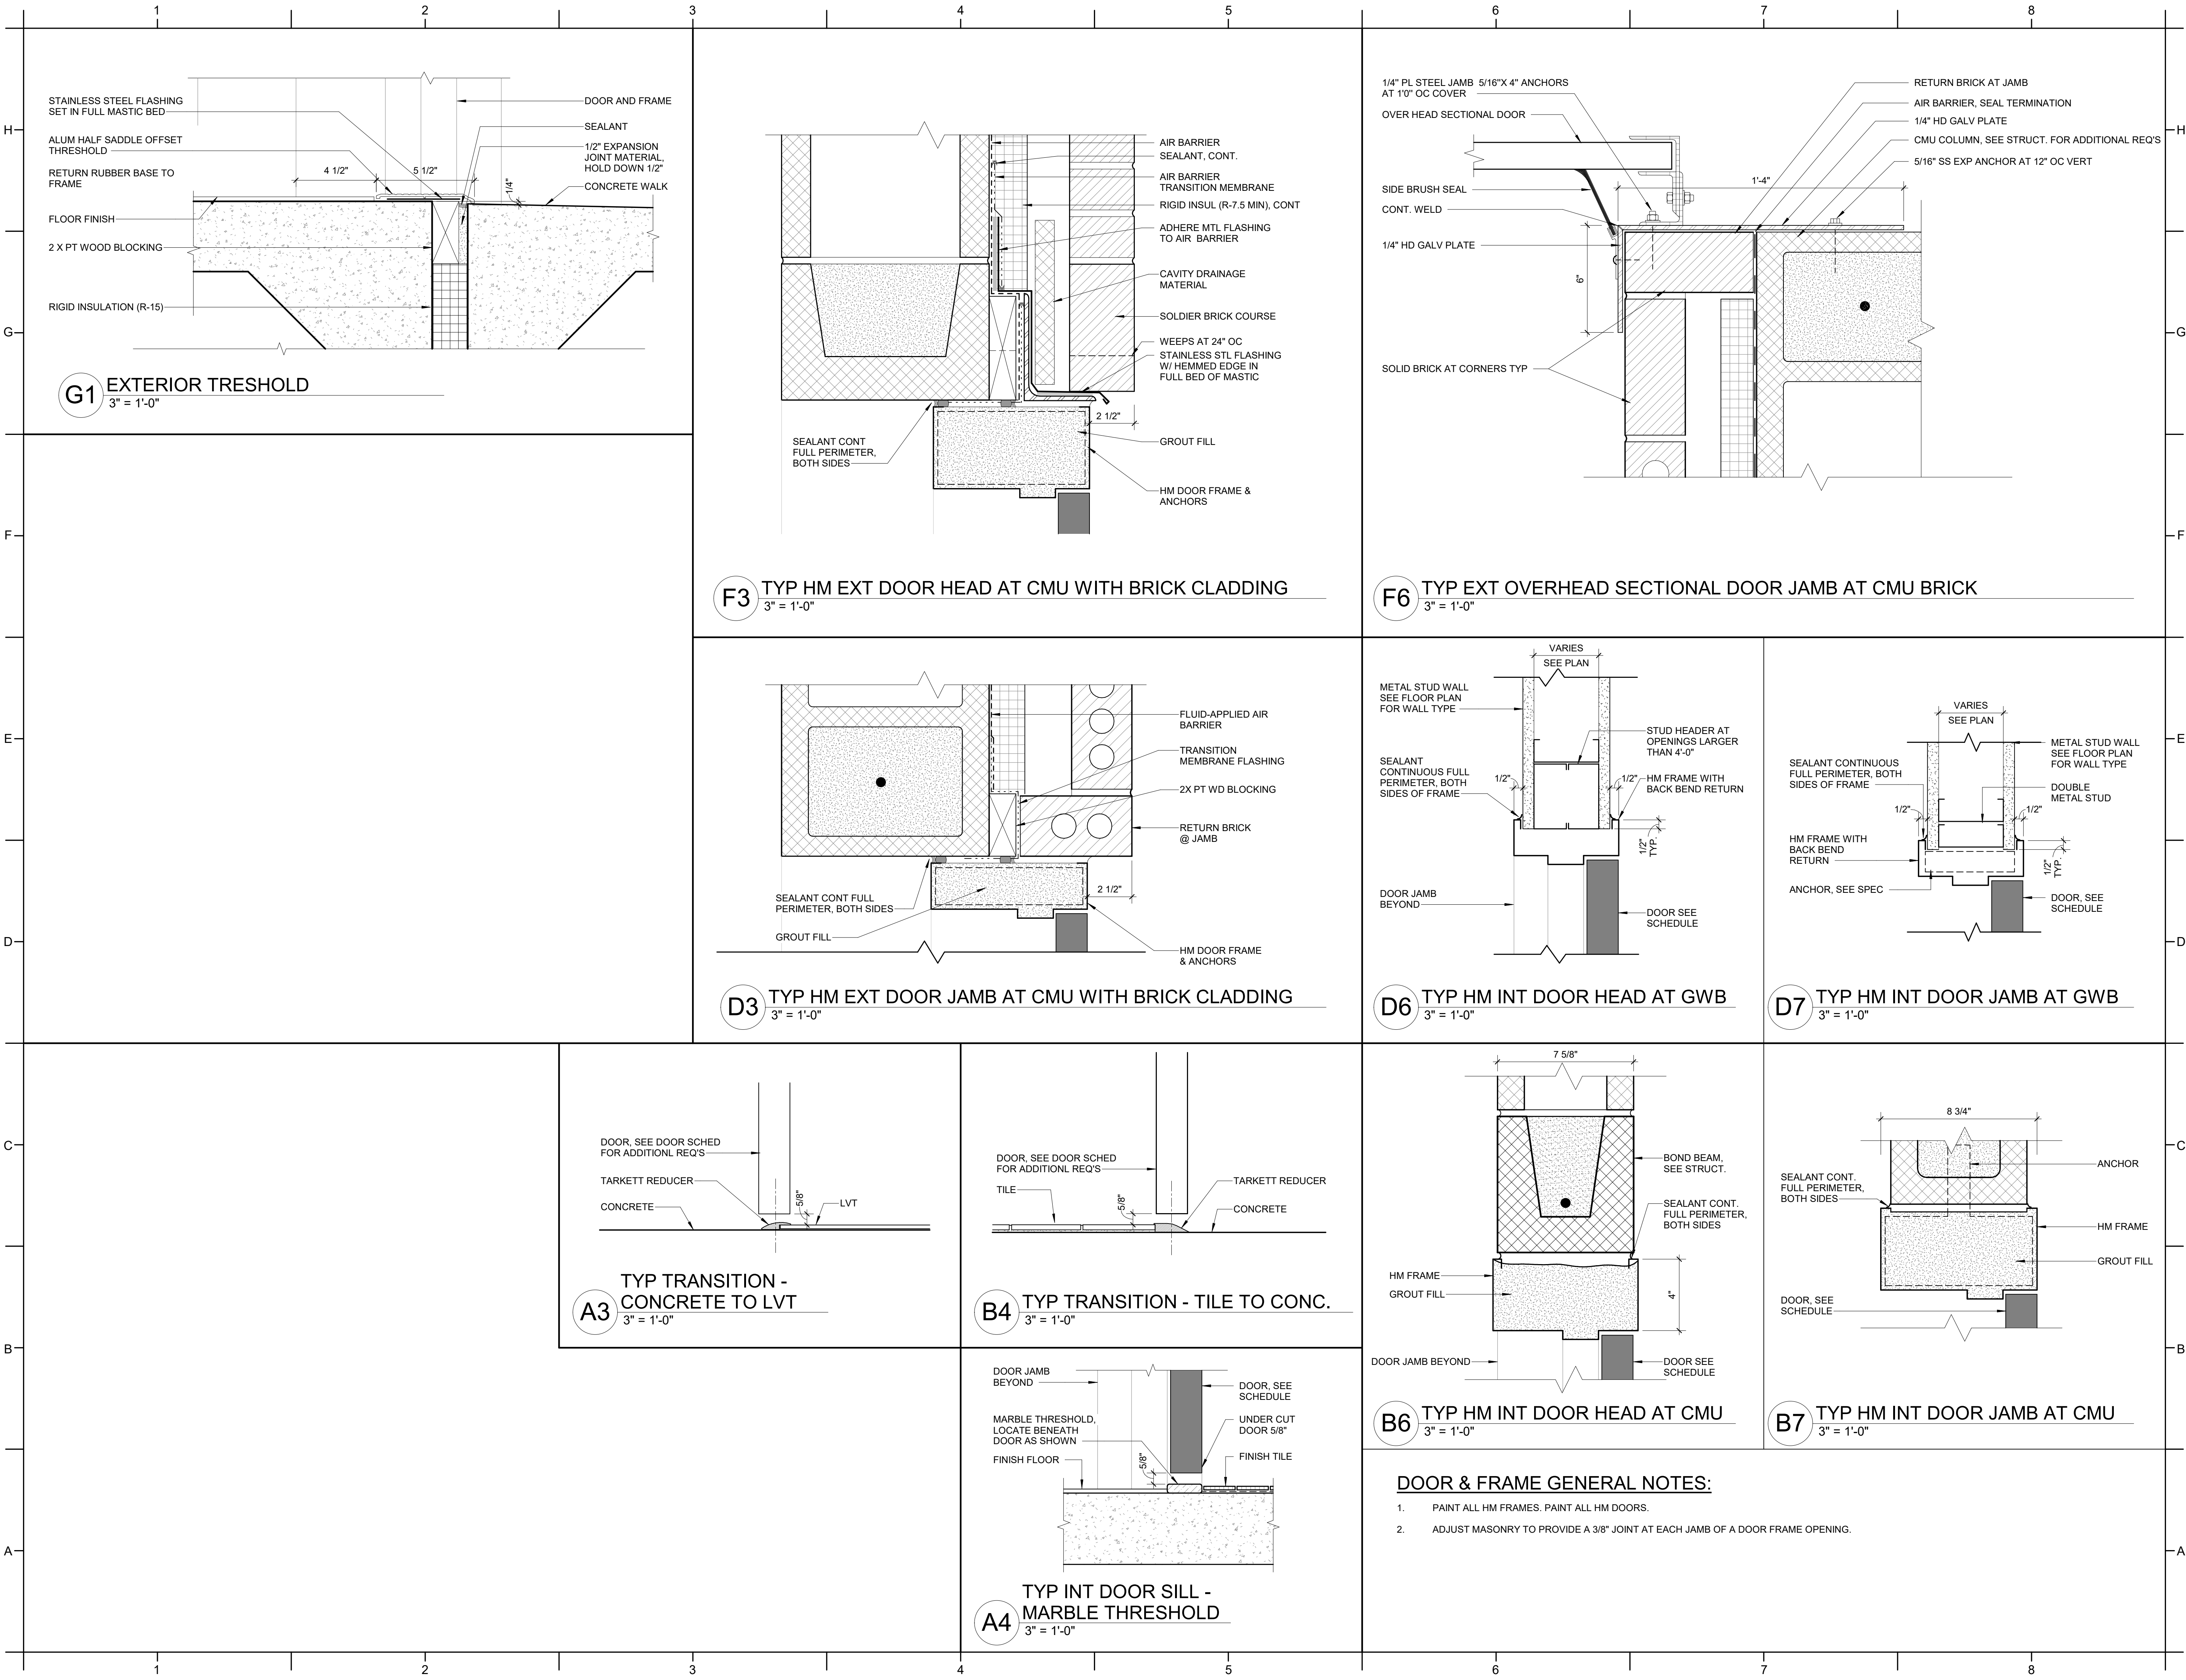 1 2 3 4 5 6 7 8
H
G
F
E
D
C
B
A
H
G
F
E
D
C
B
A
STAINLESS STEEL FLASHING
SET IN FULL MASTIC BED
ALUM HALF SADDLE OFFSET
THRESHOLD
RETURN RUBBER BASE TO
FRAME
FLOOR FINISH
2 X PT WOOD BLOCKING
RIGID INSULATION (R-15)
4 1/2"
5 1/2"
1/4"
DOOR AND FRAME
SEALANT
1/2" EXPANSION
JOINT MATERIAL,
HOLD DOWN 1/2"
CONCRETE WALK
G1
EXTERIOR TRESHOLD
3" = 1'-0"
AIR BARRIER
SEALANT, CONT.
AIR BARRIER
TRANSITION MEMBRANE
RIGID INSUL (R-7.5 MIN), CONT
ADHERE MTL FLASHING
TO AIR BARRIER
CAVITY DRAINAGE
MATERIAL
SOLDIER BRICK COURSE
WEEPS AT 24" OC
STAINLESS STL FLASHING
W/ HEMMED EDGE IN
FULL BED OF MASTIC
2 1/2"
SEALANT CONT
FULL PERIMETER,
BOTH SIDES
GROUT FILL
HM DOOR FRAME &
ANCHORS
F3
TYP HM EXT DOOR HEAD AT CMU WITH BRICK CLADDING
3" = 1'-0"
1/4" PL STEEL JAMB 5/16"X 4" ANCHORS
AT 1'0" OC COVER
OVER HEAD SECTIONAL DOOR
SIDE BRUSH SEAL
CONT. WELD
1/4" HD GALV PLATE
6"
SOLID BRICK AT CORNERS TYP
1'-4"
RETURN BRICK AT JAMB
AIR BARRIER, SEAL TERMINATION
1/4" HD GALV PLATE
CMU COLUMN, SEE STRUCT. FOR ADDITIONAL REQ'S
5/16" SS EXP ANCHOR AT 12" OC VERT
F6
TYP EXT OVERHEAD SECTIONAL DOOR JAMB AT CMU BRICK
3" = 1'-0"
FLUID-APPLIED AIR
BARRIER
TRANSITION
MEMBRANE FLASHING
2X PT WD BLOCKING
RETURN BRICK
@ JAMB
2 1/2"
SEALANT CONT FULL
PERIMETER, BOTH SIDES
GROUT FILL
HM DOOR FRAME
& ANCHORS
D3
TYP HM EXT DOOR JAMB AT CMU WITH BRICK CLADDING
3" = 1'-0"
VARIES
SEE PLAN
METAL STUD WALL
SEE FLOOR PLAN
FOR WALL TYPE
STUD HEADER AT
OPENINGS LARGER
THAN 4'-0"
SEALANT
CONTINUOUS FULL
PERIMETER, BOTH
SIDES OF FRAME
1/2"
1/2"
HM FRAME WITH
BACK BEND RETURN
1/2"
TYP.
DOOR JAMB
BEYOND
DOOR SEE
SCHEDULE
D6
TYP HM INT DOOR HEAD AT GWB
3" = 1'-0"
VARIES
SEE PLAN
METAL STUD WALL
SEE FLOOR PLAN
FOR WALL TYPE
SEALANT CONTINUOUS
FULL PERIMETER, BOTH
SIDES OF FRAME
DOUBLE
METAL STUD
1/2"
1/2"
HM FRAME WITH
BACK BEND
RETURN
1/2"
TYP.
ANCHOR, SEE SPEC
DOOR, SEE
SCHEDULE
D7
TYP HM INT DOOR JAMB AT GWB
3" = 1'-0"
DOOR, SEE DOOR SCHED
FOR ADDITIONL REQ'S
TARKETT REDUCER
CONCRETE
5/8"
LVT
A3
TYP TRANSITION -
CONCRETE TO LVT
3" = 1'-0"
DOOR, SEE DOOR SCHED
FOR ADDITIONL REQ'S
TILE
5/8"
TARKETT REDUCER
CONCRETE
B4
TYP TRANSITION - TILE TO CONC.
3" = 1'-0"
7 5/8"
BOND BEAM,
SEE STRUCT.
SEALANT CONT.
FULL PERIMETER,
BOTH SIDES
HM FRAME
GROUT FILL
4"
DOOR JAMB BEYOND
DOOR SEE
SCHEDULE
B6
TYP HM INT DOOR HEAD AT CMU
3" = 1'-0"
8 3/4"
ANCHOR
SEALANT CONT.
FULL PERIMETER,
BOTH SIDES
HM FRAME
GROUT FILL
DOOR, SEE
SCHEDULE
B7
TYP HM INT DOOR JAMB AT CMU
3" = 1'-0"
DOOR JAMB
BEYOND
DOOR, SEE
SCHEDULE
MARBLE THRESHOLD,
LOCATE BENEATH
DOOR AS SHOWN
UNDER CUT
DOOR 5/8"
FINISH FLOOR
5/8"
FINISH TILE
A4
TYP INT DOOR SILL -
MARBLE THRESHOLD
3" = 1'-0"
DOOR & FRAME GENERAL NOTES:
1. PAINT ALL HM FRAMES. PAINT ALL HM DOORS.
2. ADJUST MASONRY TO PROVIDE A 3/8" JOINT AT EACH JAMB OF A DOOR FRAME OPENING.
1 2 3 4 5 6 7 8